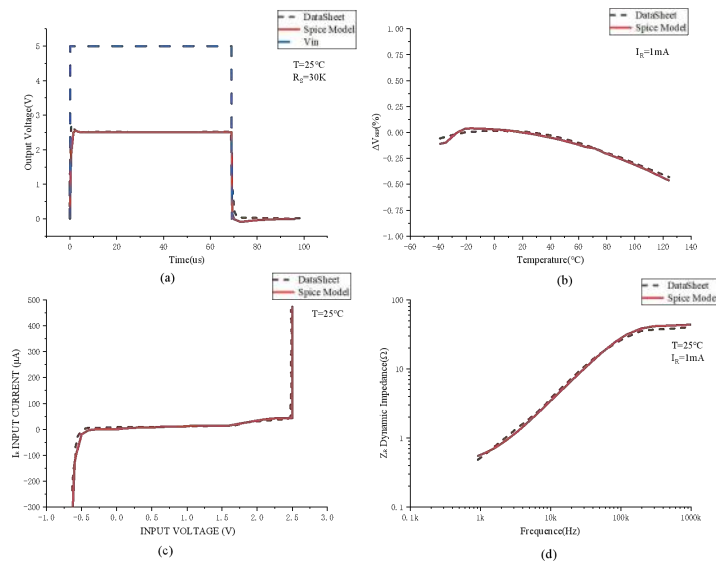 DataSheet
Spice Model
Vin
T=25℃
R_S=30K
Output Voltage(V)
5
4
3
2
1
0
0
20
40
60
80
100
Time(us)
(a)
DataSheet
Spice Model
I_R=1mA
1.00
0.75
0.50
0.25
0.00
−0.25
−0.50
−0.75
−1.00
−60
−40
−20
0
20
40
60
80
100
120
140
Temperature(℃)
(b)
DataSheet
Spice Model
T=25℃
I_R INPUT CURRENT (μA)
500
400
300
200
100
0
−100
−200
−300
−1.0
−0.5
0.0
0.5
1.0
1.5
2.0
2.5
3.0
INPUT VOLTAGE (V)
(c)
DataSheet
Spice Model
T=25℃
I_R=1mA
Z_R Dynamic Impedance(Ω)
100
10
1
0.1
0.1k
1k
10k
100k
1000k
Frequence(Hz)
(d)